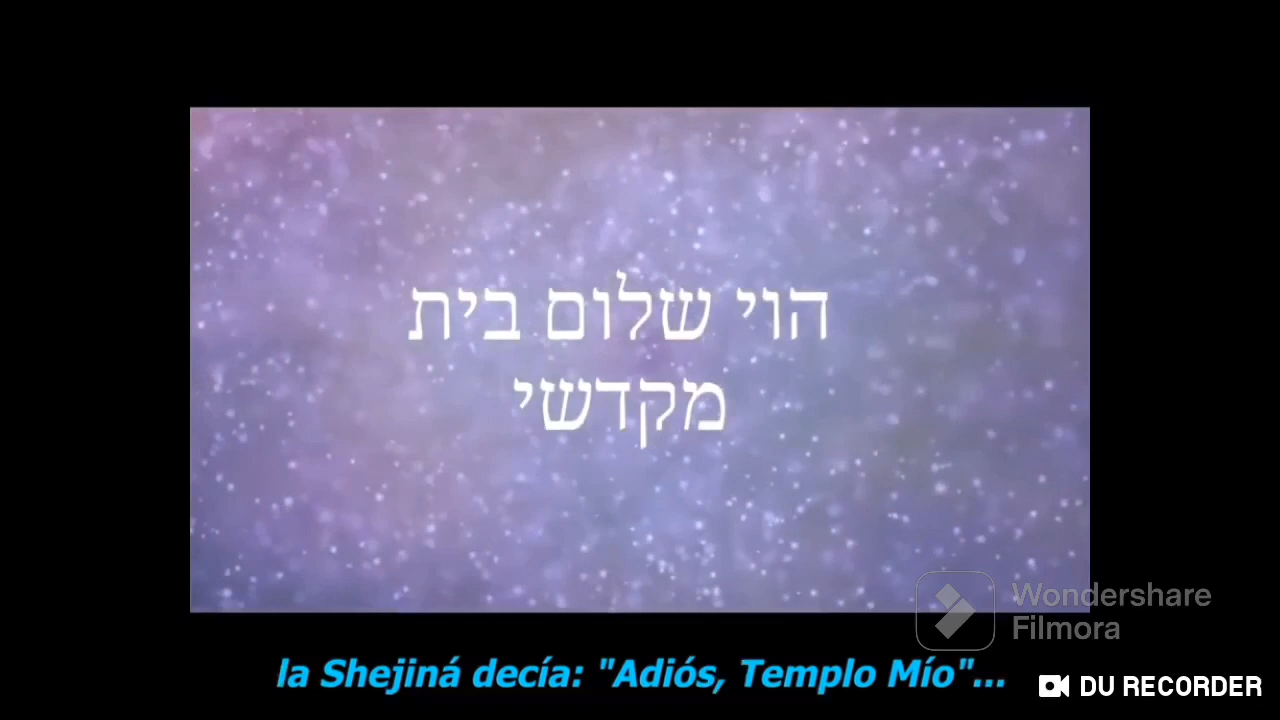 הוי שלום בית
מקדשי
Wondershare
Filmora
la Shejiná decía: "Adiós, Templo Mío"...
DU RECORDER